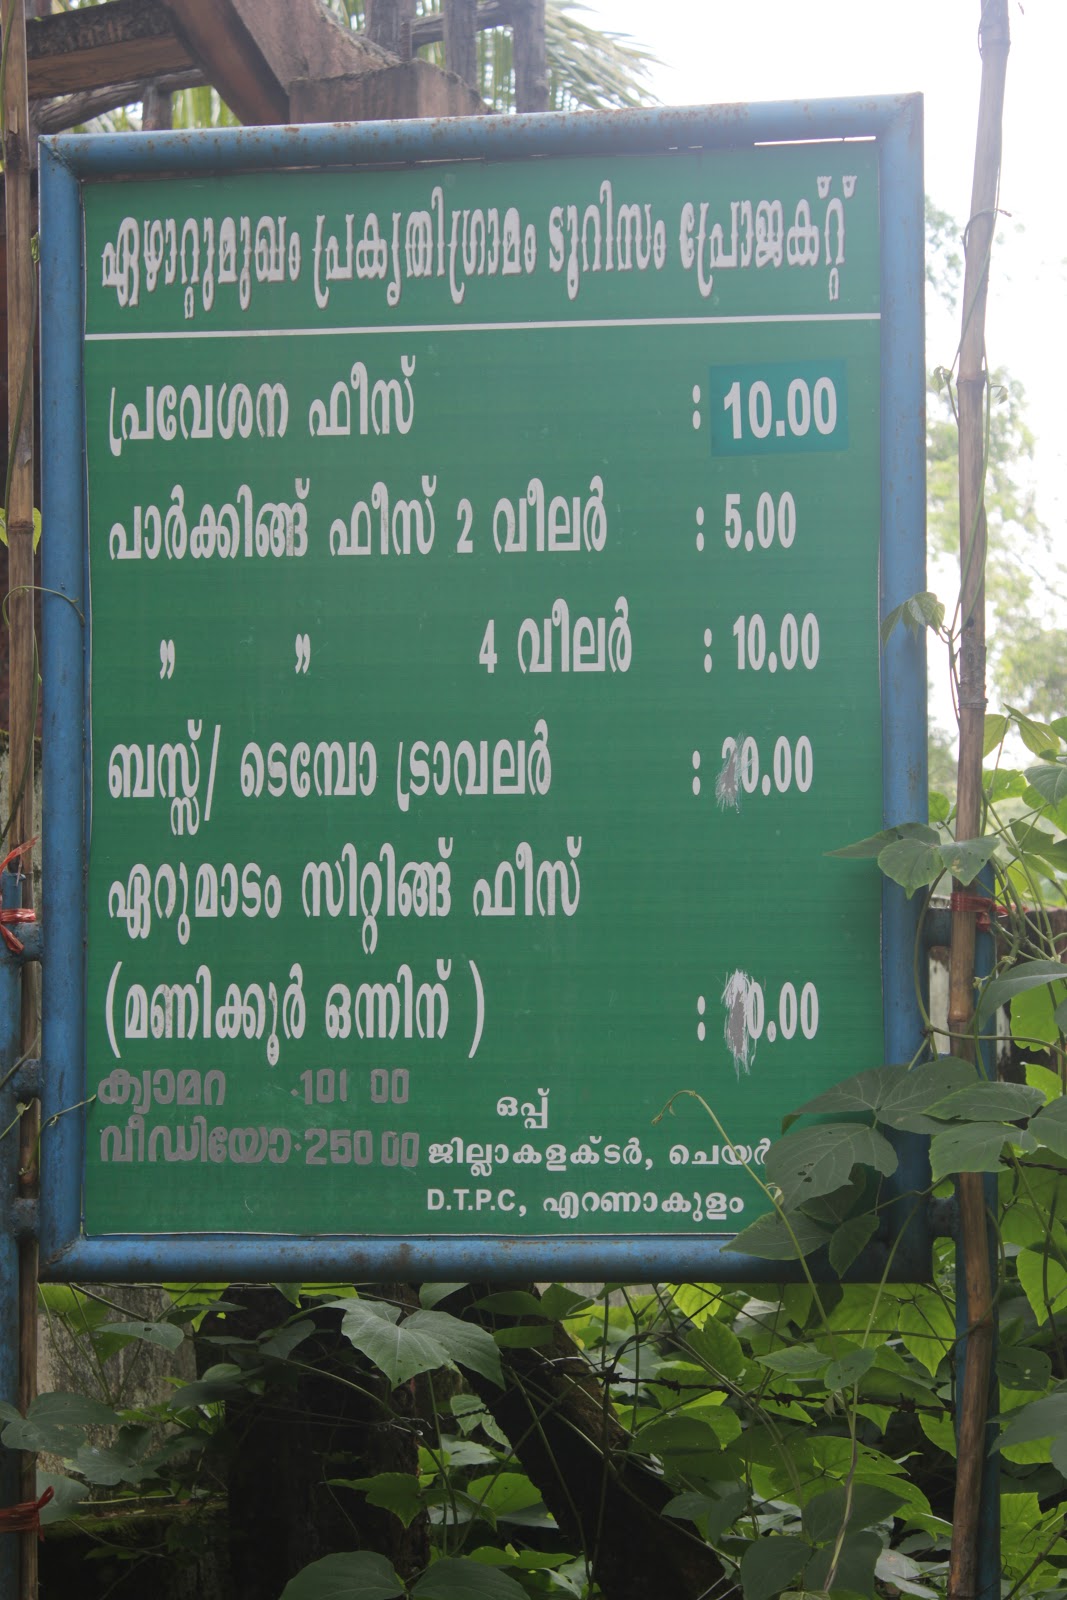 ഏഴാറ്റുമുഖം പ്രകൃതിഗ്രാമം ടൂറിസം പ്രോജക്റ്റ്
പ്രവേശന ഫീസ് : 10.00
പാർക്കിങ്ങ് ഫീസ് 2 വീലർ : 5.00
” ” 4 വീലർ : 10.00
ബസ്സ്/ ടെമ്പോ ട്രാവലർ :
ഏറുമാടം സിറ്റിങ്ങ് ഫീസ്
(മണിക്കൂർ ഒന്നിന് ) :
ക്യാമറ
വീഡിയോ 250 00
ഒപ്പ്
ജില്ലാകളക്ടർ,
D.T.P.C, എറണാകുളം